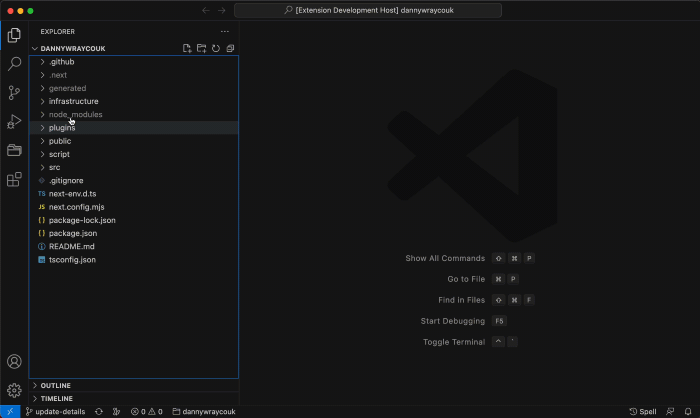 [Extension Development Host] dannywraycouk
EXPLORER
DANNYWRAYCOUK
.github
.next
generated
infrastructure
node_modules
plugins
public
script
src
.gitignore
TS next-env.d.ts
JS next.config.mjs
{ } package-lock.json
{ } package.json
README.md
tsconfig.json
Show All Commands ⇧ ⌘ P
Go to File ⌘ P
Find in Files ⇧ ⌘ F
Start Debugging F5
Toggle Terminal ^ `
OUTLINE
TIMELINE
update-details 0 0 dannywraycouk Spell